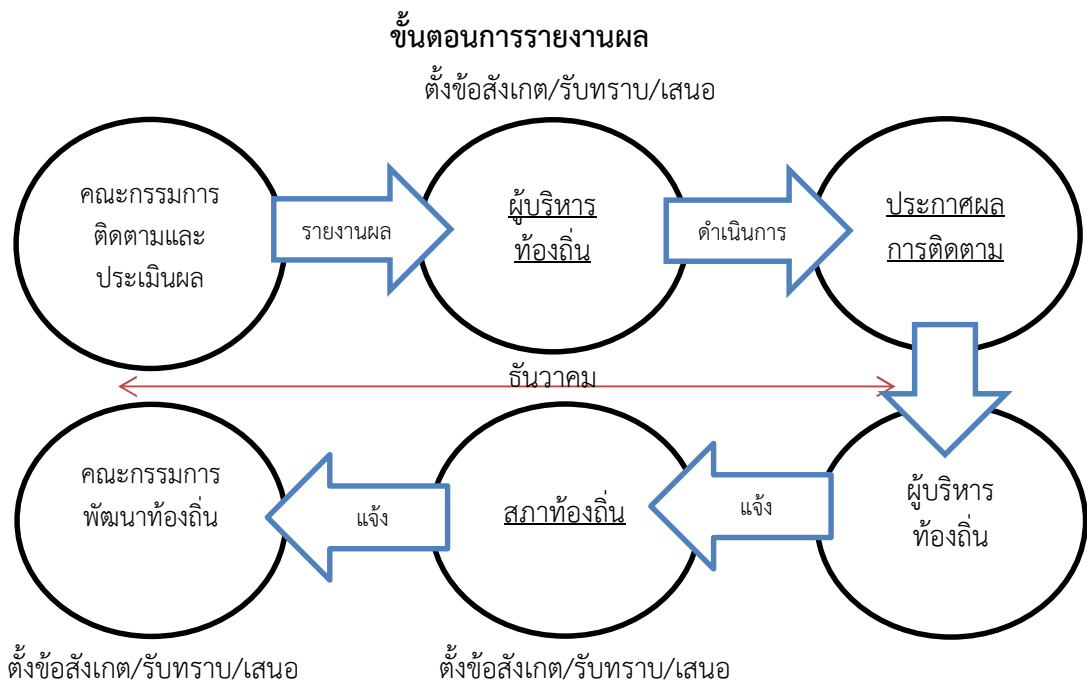 ขั้นตอนการรายงานผล
ตั้งข้อสังเกต/รับทราบ/เสนอ
คณะกรรมการ
ติดตามและ
ประเมินผล
รายงานผล
ผู้บริหาร
ท้องถิ่น
ดำเนินการ
ประกาศผล
การติดตาม
ธันวาคม
ผู้บริหาร
ท้องถิ่น
แจ้ง
สภาท้องถิ่น
แจ้ง
คณะกรรมการ
พัฒนาท้องถิ่น
ตั้งข้อสังเกต/รับทราบ/เสนอ
ตั้งข้อสังเกต/รับทราบ/เสนอ